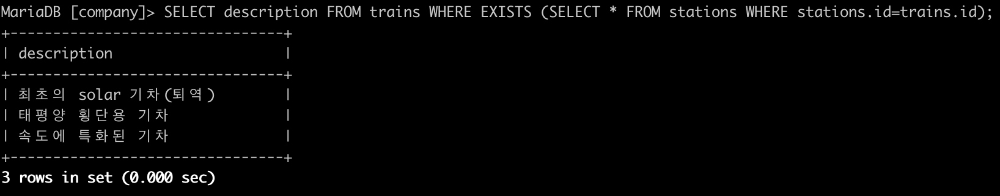 MariaDB [company]> SELECT description FROM trains WHERE EXISTS (SELECT * FROM stations WHERE stations.id=trains.id);
+--------------------------------+
| description                    |
+--------------------------------+
| 최초의 solar 기차(퇴역)        |
| 태평양 횡단용 기차             |
| 속도에 특화된 기차             |
+--------------------------------+
3 rows in set (0.000 sec)